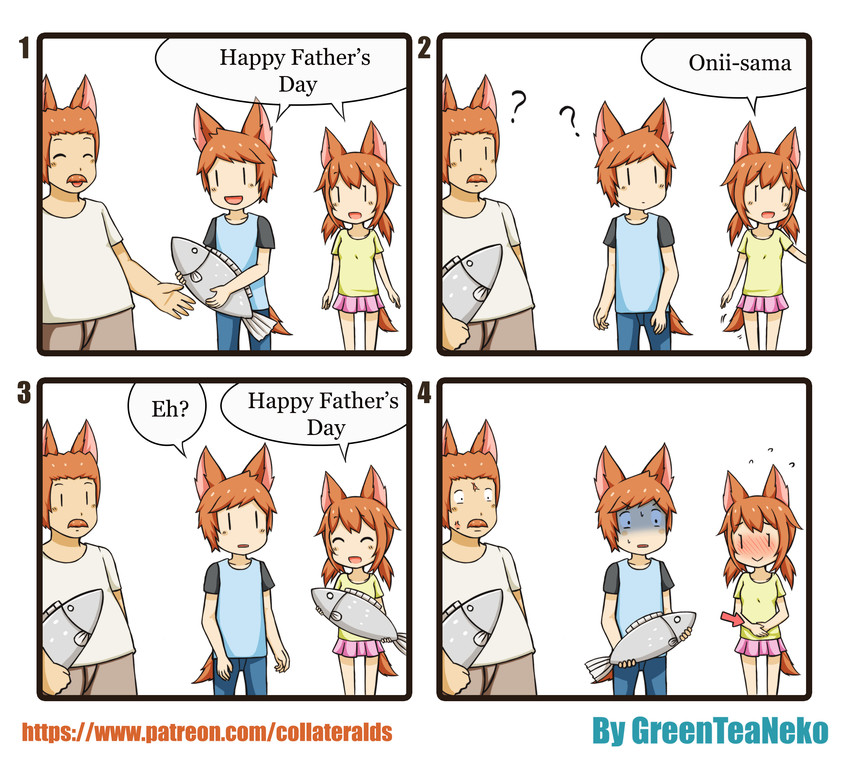 1
Happy Father's
Day
2
Onii-sama
?
?
3
Eh?
Happy Father's
Day
4
https://www.patreon.com/collateralds
By GreenTeaNeko